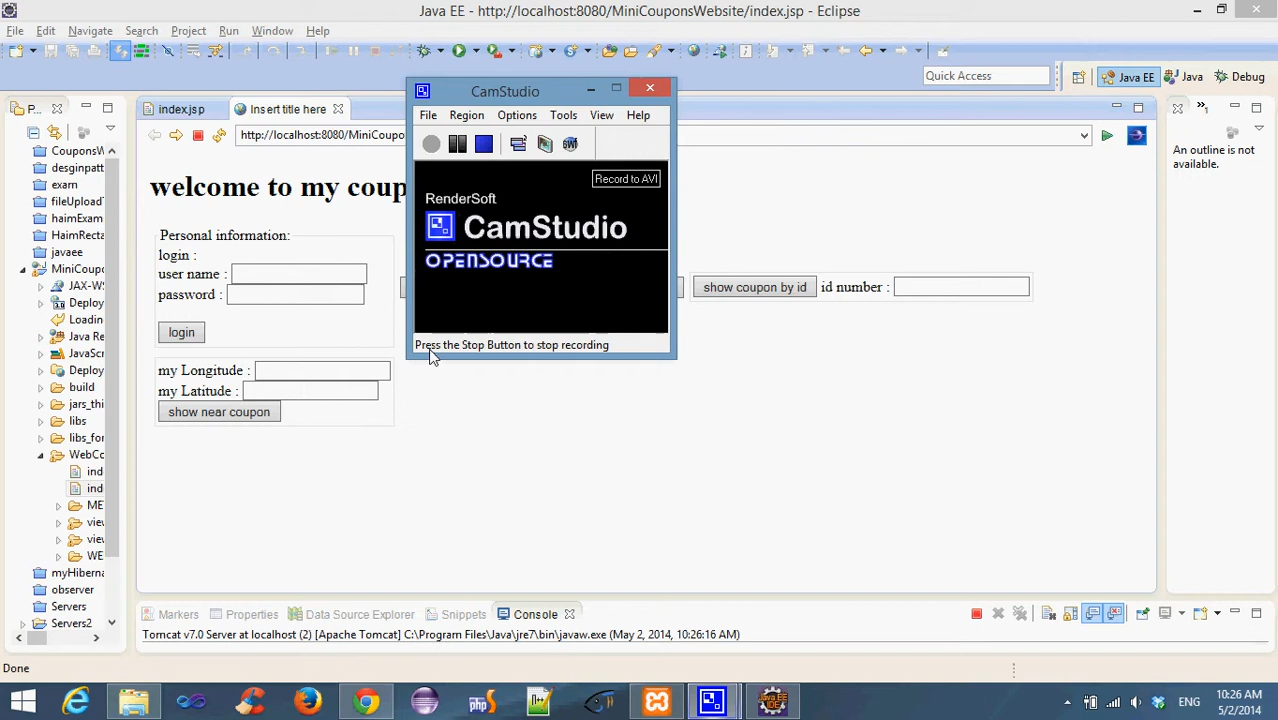 Java EE - http://localhost:8080/MiniCouponsWebsite/index.jsp - Eclipse
File Edit Navigate Search Project Run Window Help
Quick Access
Java EE Java Debug
P...
index.jsp Insert title here
http://localhost:8080/MiniCoupo
CouponsW
desginpatt
exam
fileUpload
haimExam
HaimRecta
javaee
MiniCoupo
JAX-WS
Deploy
Loading
Java Re
JavaScr
Deploy
build
jars_thi
libs
libs_for
WebCo
ind
ind
ME
view
view
WE
myHiberna
observer
Servers
Servers2
welcome to my coup
Personal information:
login :
user name :
password :
login
show coupon by id id number :
my Longitude :
my Latitude :
show near coupon
CamStudio
File Region Options Tools View Help
Record to AVI
RenderSoft
CamStudio
OPENSOURCE
Press the Stop Button to stop recording
An outline is not
available.
Markers Properties Data Source Explorer Snippets Console
Tomcat v7.0 Server at localhost (2) [Apache Tomcat] C:\Program Files\Java\jre7\bin\javaw.exe (May 2, 2014, 10:26:16 AM)
Done
php
Java EE
IDE
ENG
10:26 AM
5/2/2014